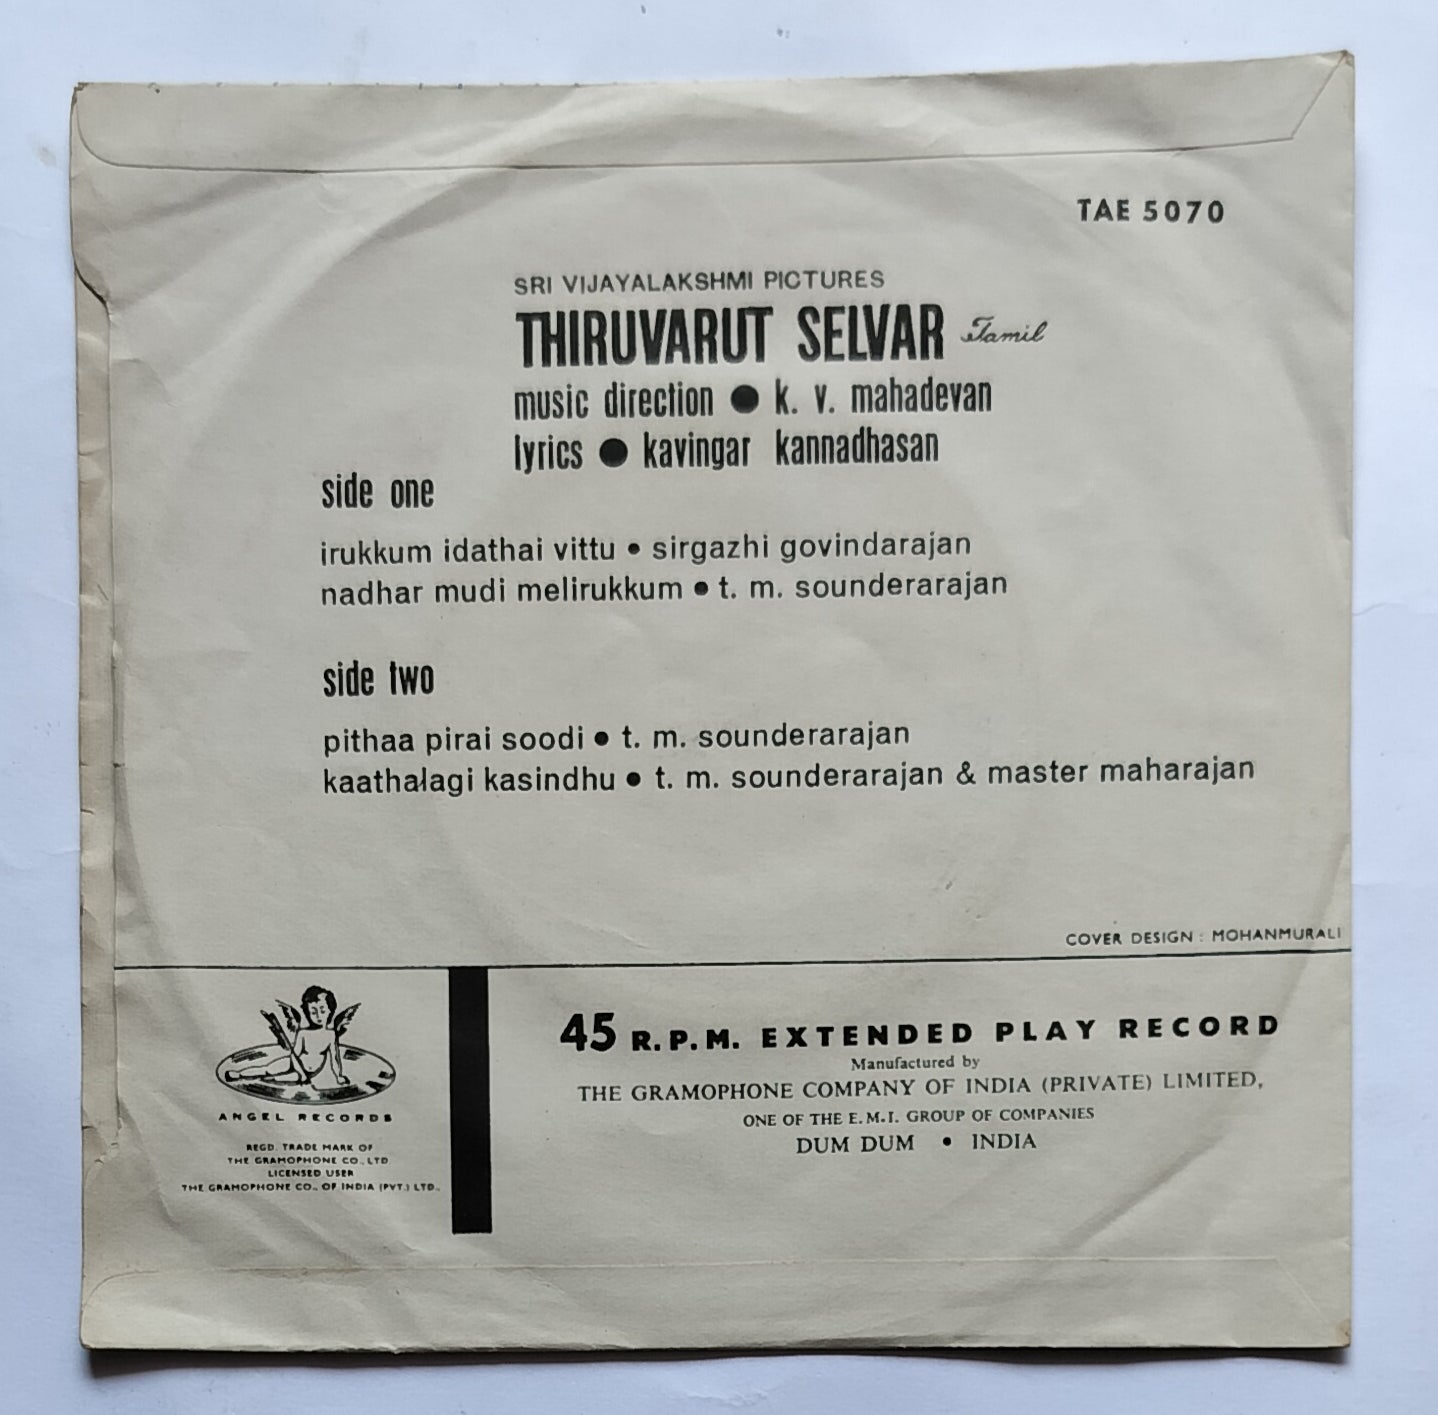 TAE 5070
SRI VIJAYALAKSHMI PICTURES
THIRUVARUT SELVAR Tamil
music direction ● k. v. mahadevan
lyrics ● kavingar kannadhasan
side one
irukkum idathai vittu • sirgazhi govindarajan
nadhar mudi melirukkum • t. m. sounderarajan
side two
pithaa pirai soodi • t. m. sounderarajan
kaathalagi kasindhu • t. m. sounderarajan & master maharajan
COVER DESIGN : MOHANMURALI
ANGEL RECORDS
REGD. TRADE MARK OF
THE GRAMOPHONE CO., LTD.
LICENSED USER
THE GRAMOPHONE CO., OF INDIA (PVT.) LTD.
45 R.P.M. EXTENDED PLAY RECORD
Manufactured by
THE GRAMOPHONE COMPANY OF INDIA (PRIVATE) LIMITED,
ONE OF THE E.M.I. GROUP OF COMPANIES
DUM DUM • INDIA